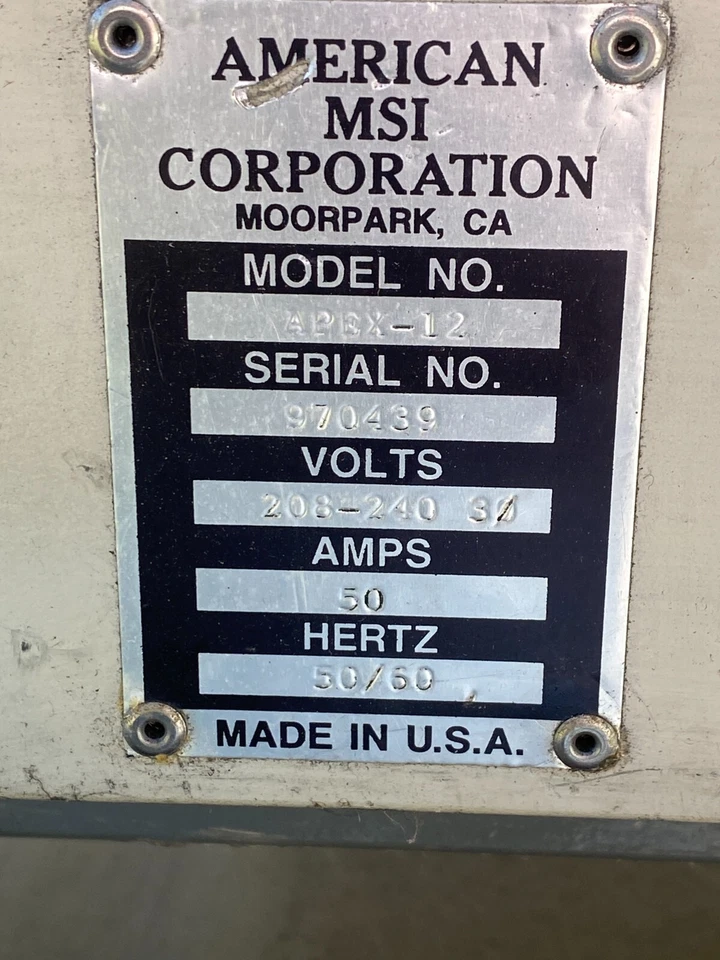 AMERICAN
MSI
CORPORATION
MOORPARK, CA
MODEL NO.
APEX-12
SERIAL NO.
970439
VOLTS
208-240 3Ø
AMPS
50
HERTZ
50/60
MADE IN U.S.A.